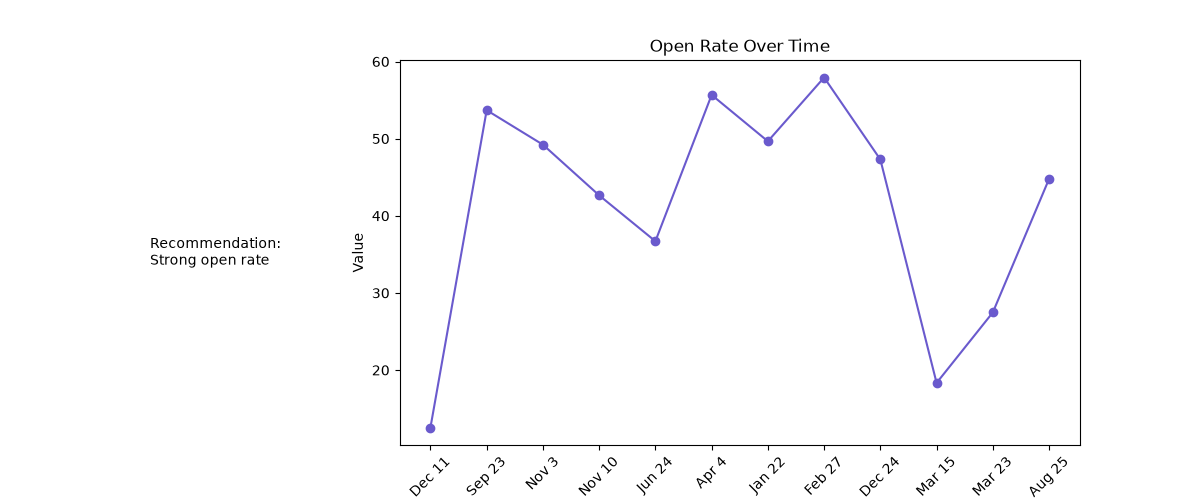 Open Rate Over Time
Recommendation:
Strong open rate
Value
60
50
40
30
20
Dec 11
Sep 23
Nov 3
Nov 10
Jun 24
Apr 4
Jan 22
Feb 27
Dec 24
Mar 15
Mar 23
Aug 25